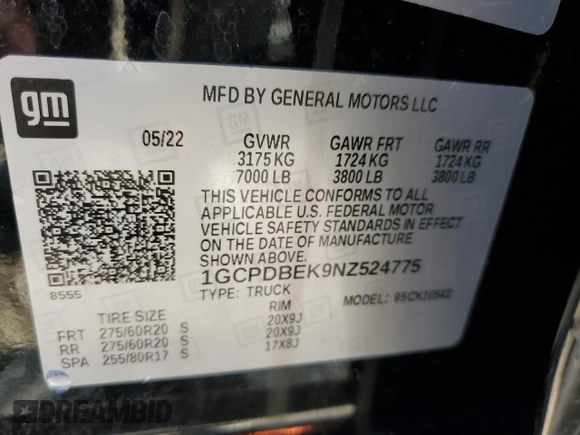 gm
MFD BY GENERAL MOTORS LLC
05/22 GVWR GAWR FRT GAWR RR
3175 KG 1724 KG 1724 KG
7000 LB 3800 LB 3800 LB
THIS VEHICLE CONFORMS TO ALL
APPLICABLE U.S. FEDERAL MOTOR
VEHICLE SAFETY STANDARDS IN EFFECT
ON THE DATE OF MANUFACTURE
SHOWN ABOVE.
1GCPDBEK9NZ524775
8555
TYPE: TRUCK MODEL: 95CK10543
TIRE SIZE RIM
FRT 275/60R20 S 20X9J
RR 275/60R20 S 20X9J
SPA 255/80R17 S 17X8J
DREAMBID